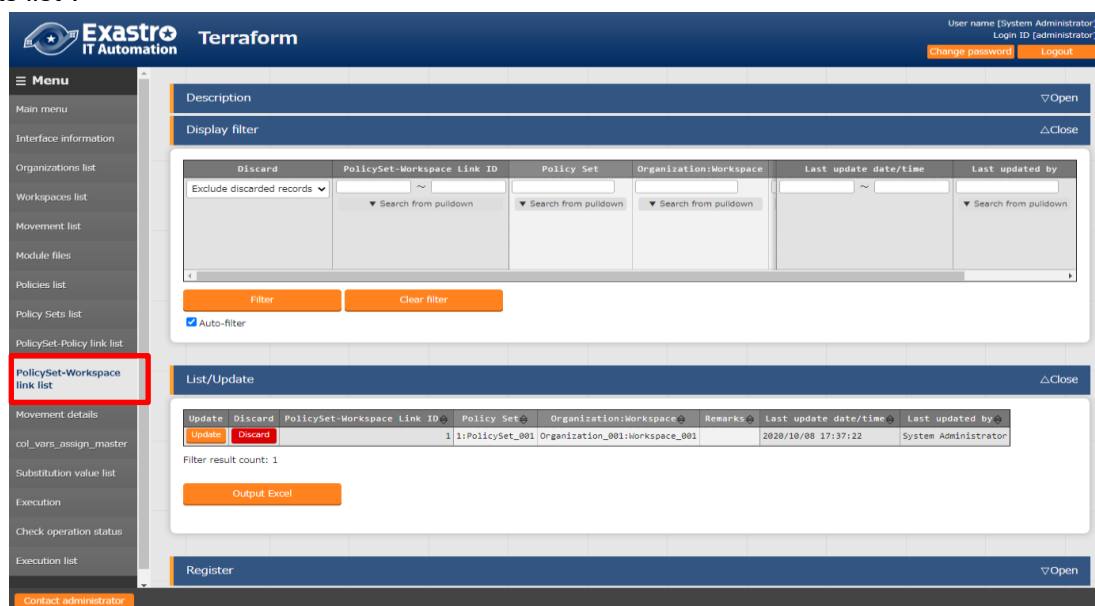 Exastro
IT Automation
Terraform
User name [System Administrator]
Login ID [administrator]
Change password
Logout
Menu
Main menu
Interface information
Organizations list
Workspaces list
Movement list
Module files
Policies list
Policy Sets list
PolicySet-Policy link list
PolicySet-Workspace
link list
Movement details
col_vars_assign_master
Substitution value list
Execution
Check operation status
Execution list
Contact administrator
Description ▽Open
Display filter △Close
Discard PolicySet-Workspace Link ID Policy Set Organization:Workspace Last update date/time Last updated by
Exclude discarded records ~ ~
▼ Search from pulldown ▼ Search from pulldown ▼ Search from pulldown ▼ Search from pulldown
Filter Clear filter
Auto-filter
List/Update △Close
Update Discard PolicySet-Workspace Link ID Policy Set Organization:Workspace Remarks Last update date/time Last updated by
Update Discard 1 1:PolicySet_001 Organization_001:Workspace_001 2020/10/08 17:37:22 System Administrator
Filter result count: 1
Output Excel
Register ▽Open